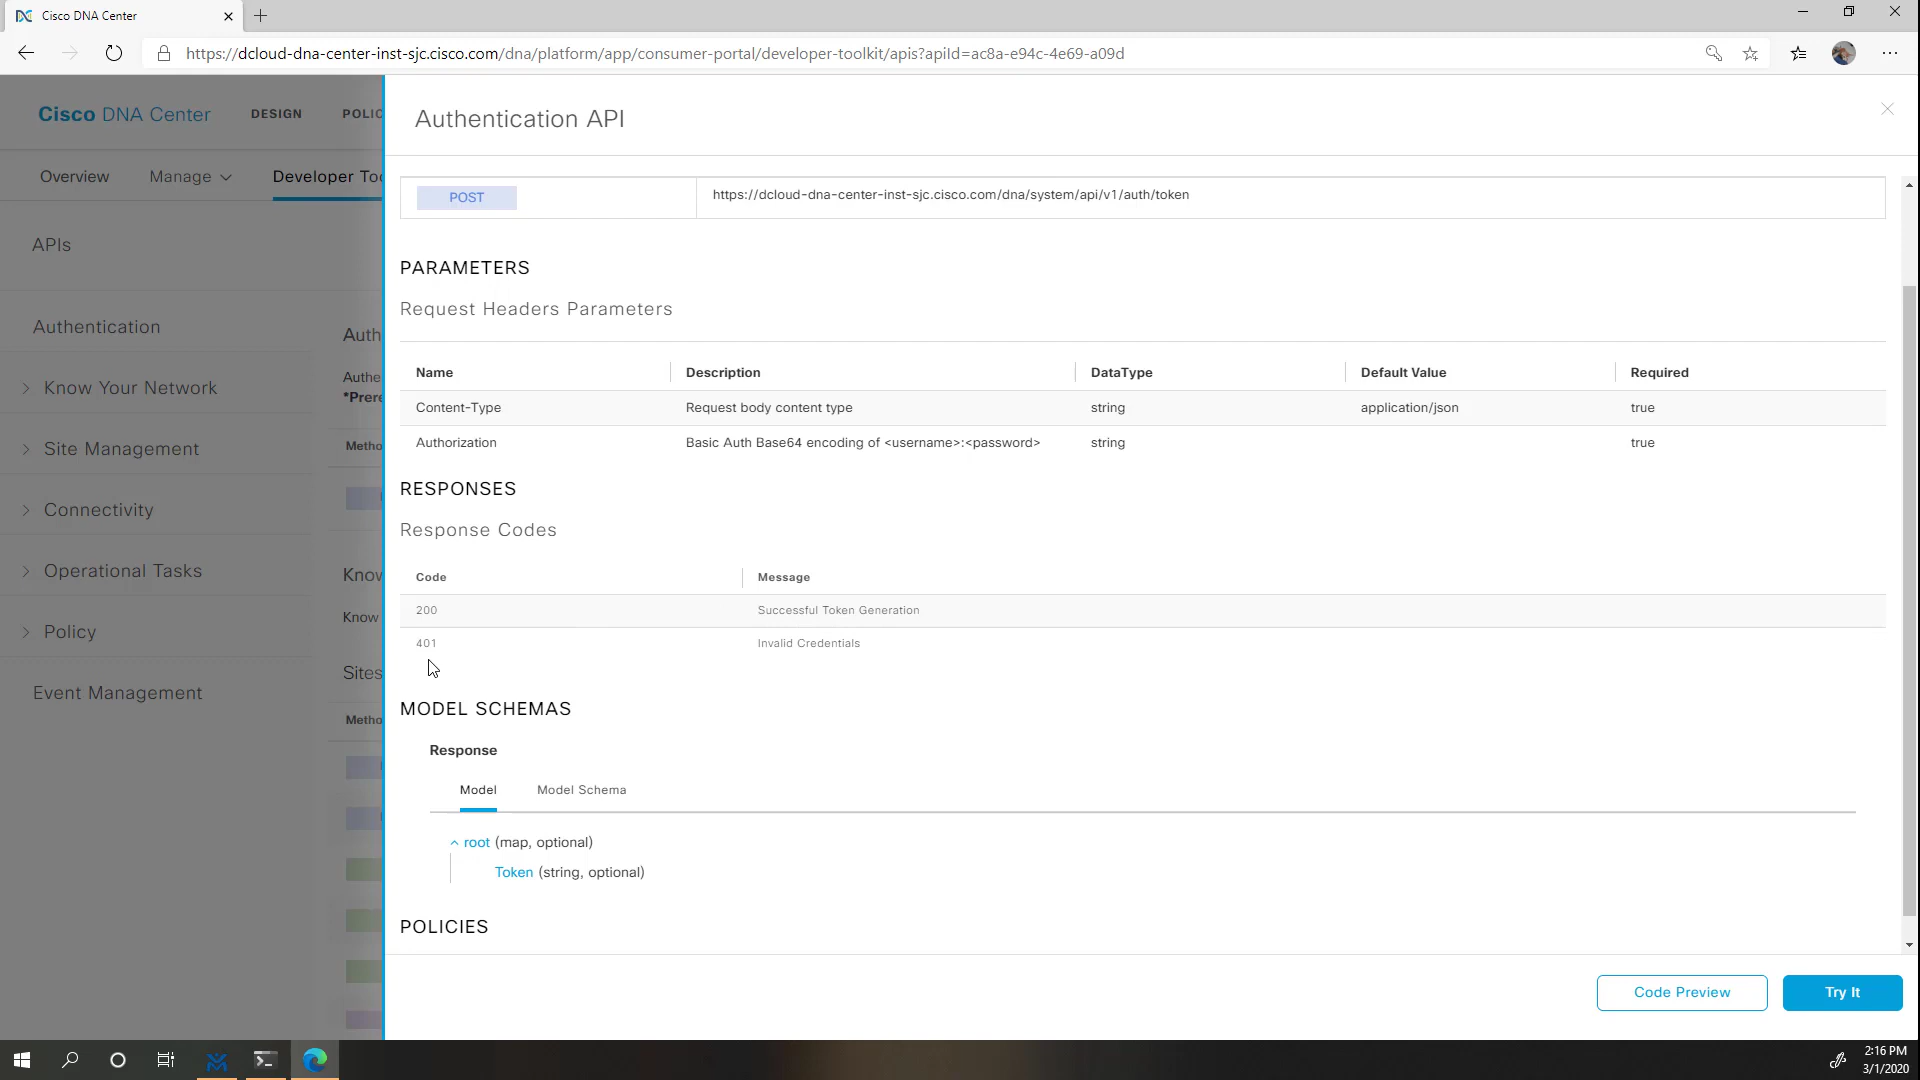 Cisco DNA Center
https://dcloud-dna-center-inst-sjc.cisco.com/dna/platform/app/consumer-portal/developer-toolkit/apis?apiId=ac8a-e94c-4e69-a09d
Cisco DNA Center DESIGN POLIC
Overview Manage Developer Too
APIs
Authentication
Know Your Network
Site Management
Connectivity
Operational Tasks
Policy
Event Management
Auth
Authe
*Prere
Metho
Know
Know
Sites
Metho
Authentication API
POST https://dcloud-dna-center-inst-sjc.cisco.com/dna/system/api/v1/auth/token
PARAMETERS
Request Headers Parameters
Name Description DataType Default Value Required
Content-Type Request body content type string application/json true
Authorization Basic Auth Base64 encoding of <username>:<password> string true
RESPONSES
Response Codes
Code Message
200 Successful Token Generation
401 Invalid Credentials
MODEL SCHEMAS
Response
Model Model Schema
root (map, optional)
Token (string, optional)
POLICIES
Code Preview Try It
2:16 PM
3/1/2020